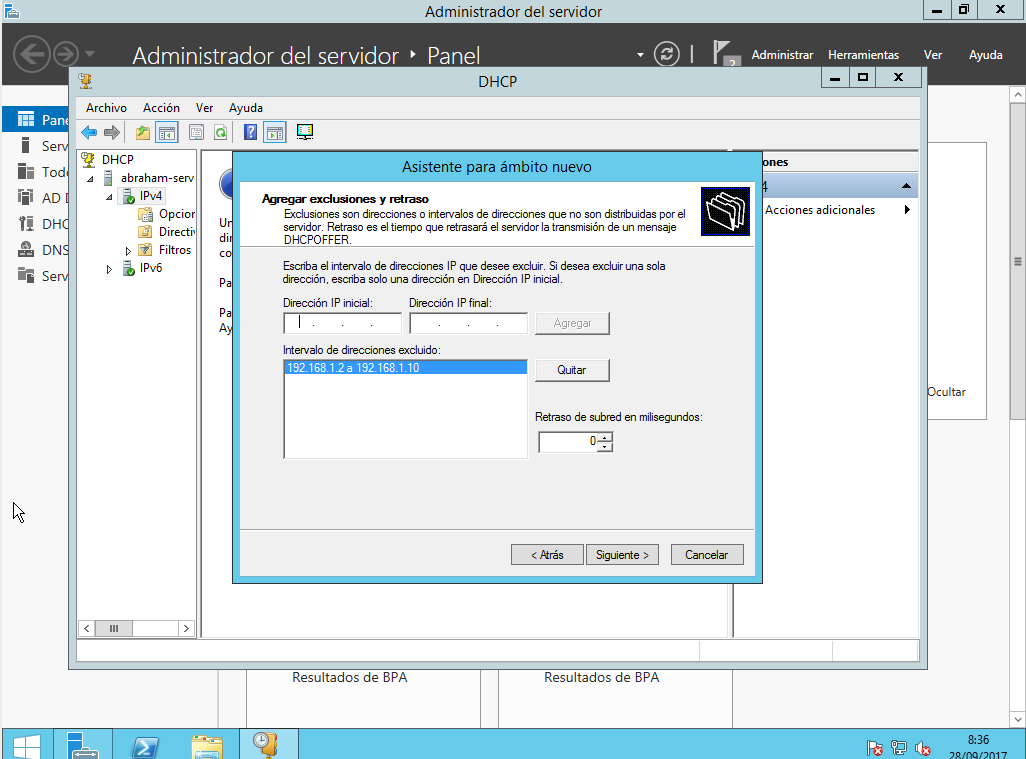 Administrador del servidor
Administrador del servidor ‣ Panel
2
Administrar
Herramientas
Ver
Ayuda
DHCP
Archivo
Acción
Ver
Ayuda
Pane
Serv
Todo
AD D
DHC
DNS
Serv
DHCP
abraham-serv
IPv4
Opcion
Directiv
Filtros
IPv6
Un
dir
co
Pa
Pa
Ay
Asistente para ámbito nuevo
Agregar exclusiones y retraso
Exclusiones son direcciones o intervalos de direcciones que no son distribuidas por el
servidor. Retraso es el tiempo que retrasará el servidor la transmisión de un mensaje
DHCPOFFER.
Escriba el intervalo de direcciones IP que desee excluir. Si desea excluir una sola
dirección, escriba solo una dirección en Dirección IP inicial.
Dirección IP inicial:
Dirección IP final:
Agregar
Intervalo de direcciones excluido:
192.168.1.2 a 192.168.1.10
Quitar
Retraso de subred en milisegundos:
0
< Atrás
Siguiente >
Cancelar
ones
4
Acciones adicionales
Ocultar
Resultados de BPA
Resultados de BPA
8:36
28/09/2017